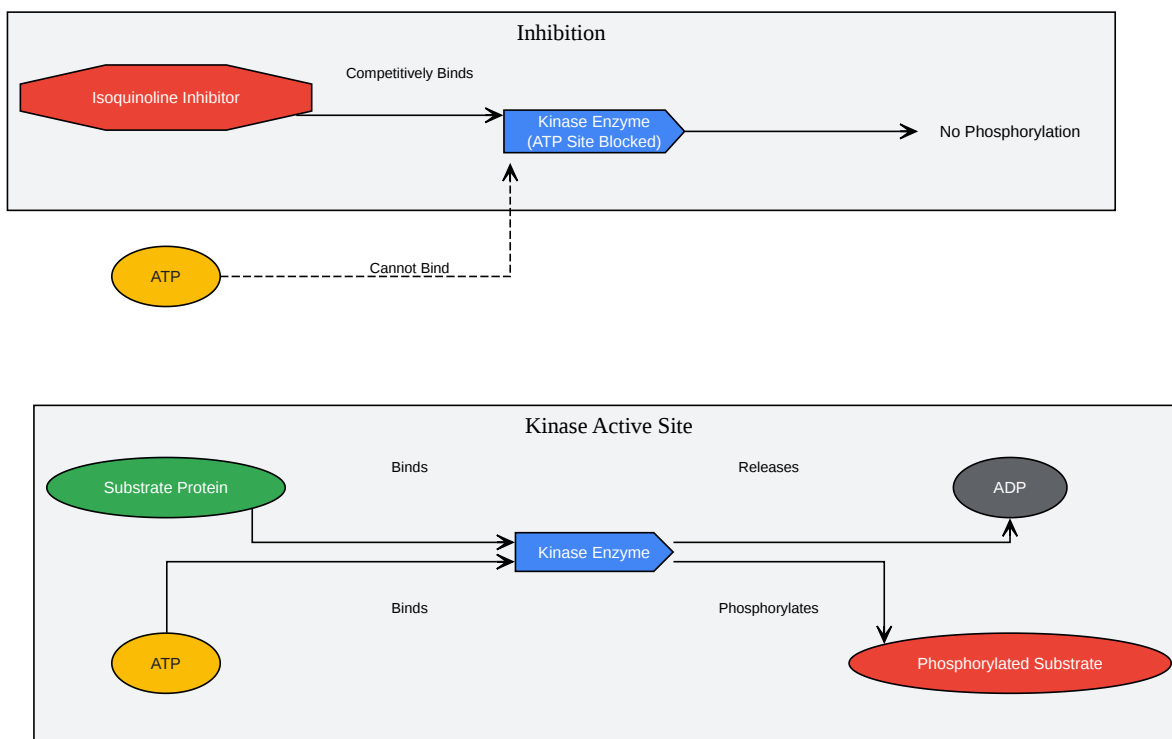 Inhibition
Competitively Binds
Isoquinoline Inhibitor
Kinase Enzyme
(ATP Site Blocked)
No Phosphorylation
ATP
Cannot Bind
Kinase Active Site
Binds
Releases
Substrate Protein
ADP
Kinase Enzyme
Binds
Phosphorylates
ATP
Phosphorylated Substrate